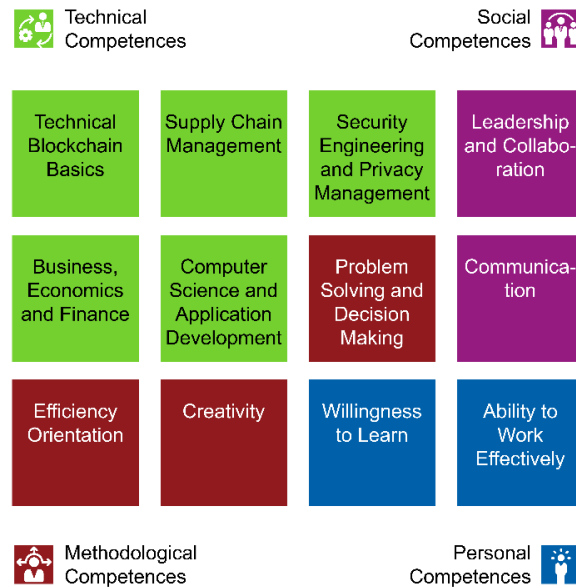 Technical
Competences
Social
Competences
Technical
Blockchain
Basics
Supply Chain
Management
Security
Engineering
and Privacy
Management
Leadership
and Collabo-
ration
Business,
Economics
and Finance
Computer
Science and
Application
Development
Problem
Solving and
Decision
Making
Communica-
tion
Efficiency
Orientation
Creativity
Willingness
to Learn
Ability to
Work
Effectively
Methodological
Competences
Personal
Competences